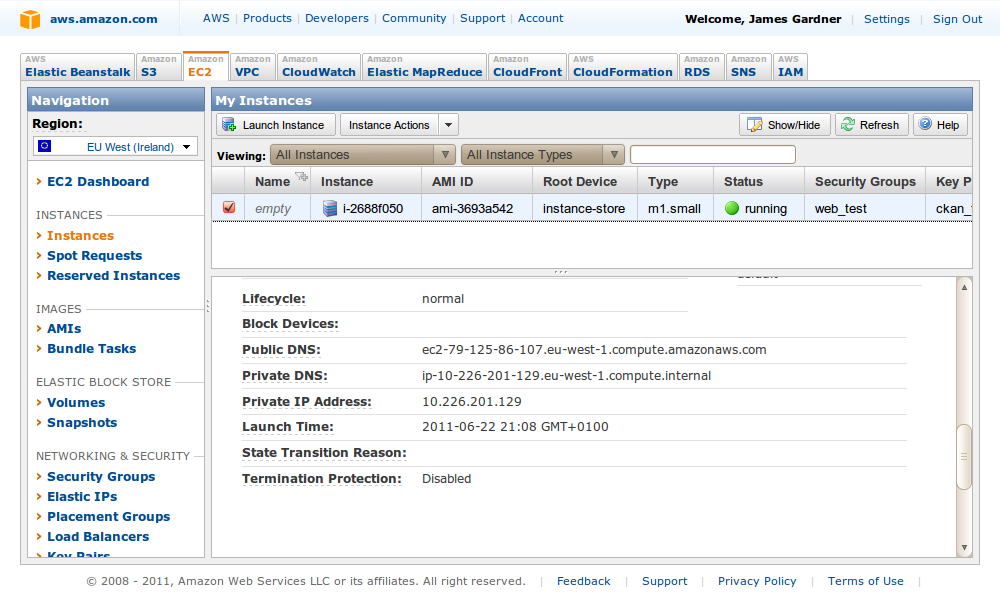 aws.amazon.com
AWS | Products | Developers | Community | Support | Account
Welcome, James Gardner | Settings | Sign Out
AWS
Elastic Beanstalk
Amazon
S3
Amazon
EC2
Amazon
VPC
Amazon
CloudWatch
Amazon
Elastic MapReduce
Amazon
CloudFront
AWS
CloudFormation
Amazon
RDS
Amazon
SNS
AWS
IAM
Navigation
Region:
EU West (Ireland)
EC2 Dashboard
INSTANCES
Instances
Spot Requests
Reserved Instances
IMAGES
AMIs
Bundle Tasks
ELASTIC BLOCK STORE
Volumes
Snapshots
NETWORKING & SECURITY
Security Groups
Elastic IPs
Placement Groups
Load Balancers
Key Pairs
My Instances
Launch Instance
Instance Actions
Show/Hide
Refresh
Help
Viewing: All Instances All Instance Types
Name Instance AMI ID Root Device Type Status Security Groups Key P
empty i-2688f050 ami-3693a542 instance-store m1.small running web_test ckan_
default
Lifecycle: normal
Block Devices:
Public DNS: ec2-79-125-86-107.eu-west-1.compute.amazonaws.com
Private DNS: ip-10-226-201-129.eu-west-1.compute.internal
Private IP Address: 10.226.201.129
Launch Time: 2011-06-22 21:08 GMT+0100
State Transition Reason:
Termination Protection: Disabled
© 2008 - 2011, Amazon Web Services LLC or its affiliates. All right reserved. | Feedback | Support | Privacy Policy | Terms of Use |